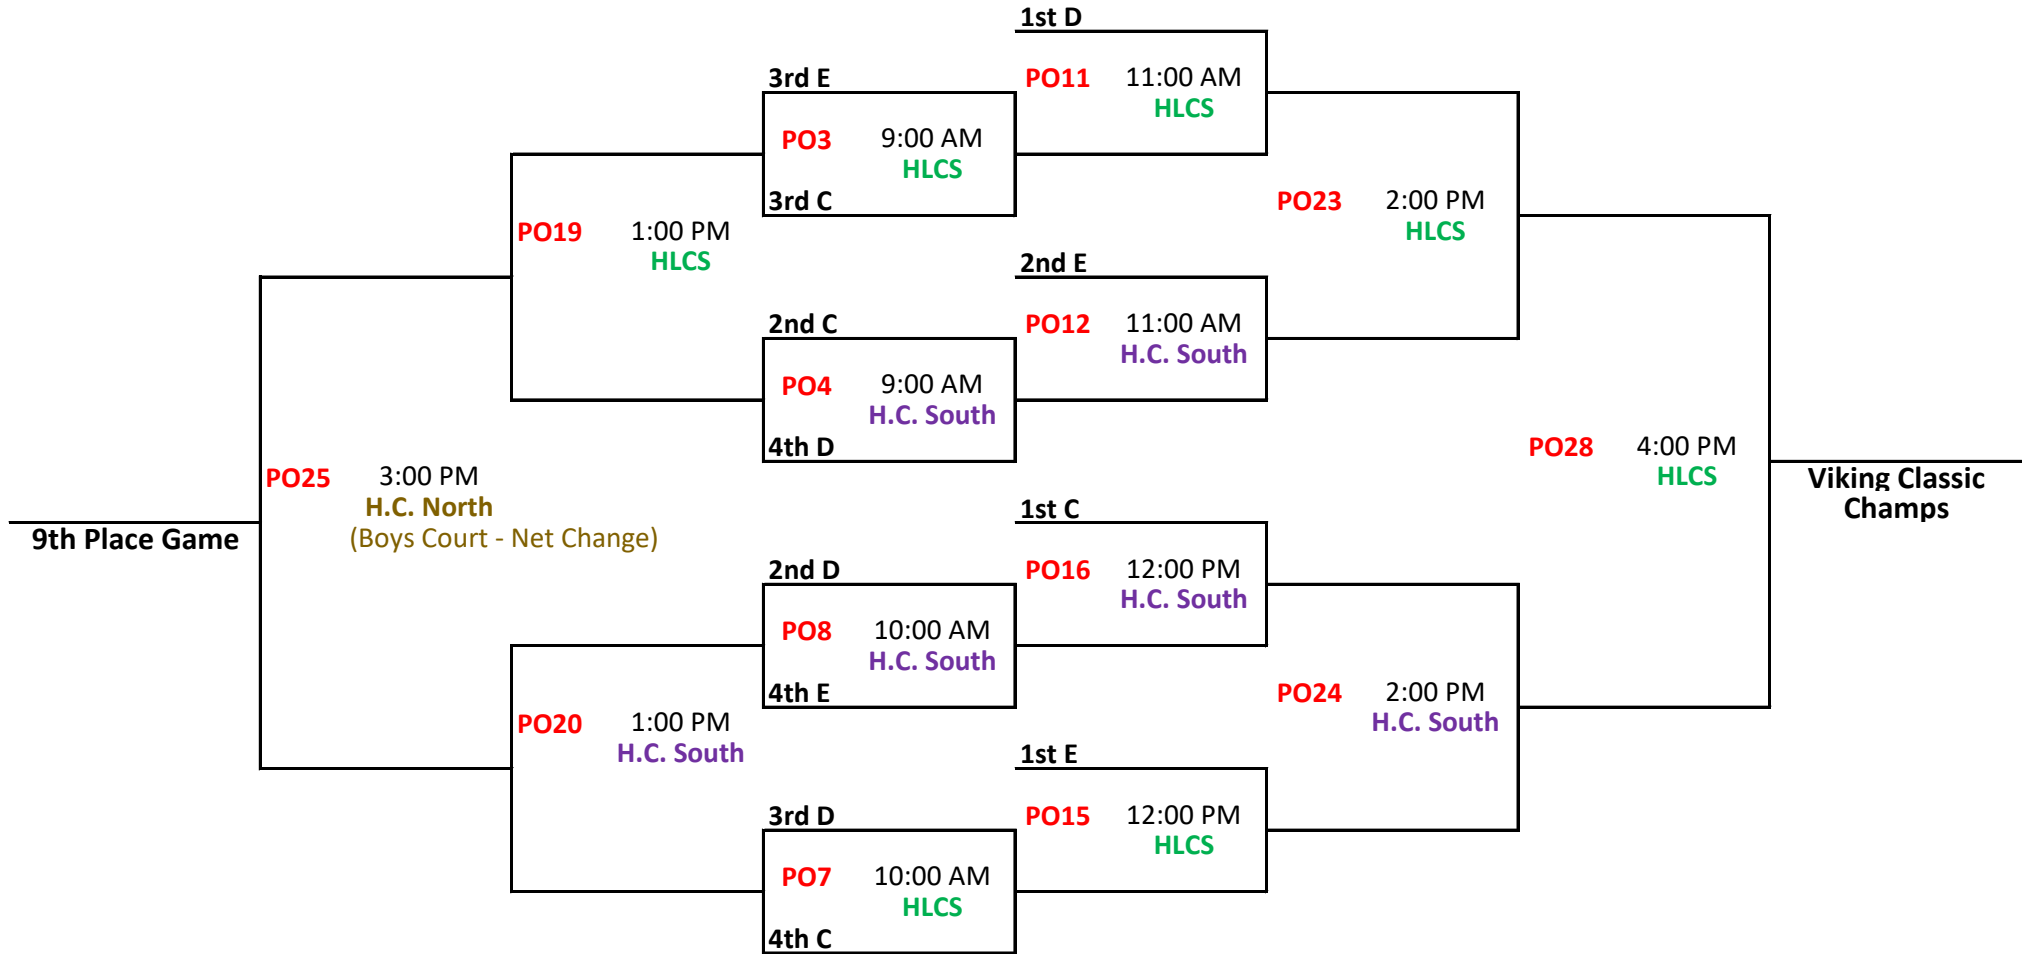 1st D
3rd E
PO11 11:00 AM
HLCS
PO3 9:00 AM
HLCS
3rd C
PO23 2:00 PM
HLCS
PO19 1:00 PM
HLCS
2nd E
2nd C
PO12 11:00 AM
H.C. South
PO4 9:00 AM
H.C. South
4th D
PO28 4:00 PM
HLCS
Viking Classic
Champs
PO25 3:00 PM
H.C. North
(Boys Court - Net Change)
9th Place Game
1st C
2nd D
PO16 12:00 PM
H.C. South
PO8 10:00 AM
H.C. South
4th E
PO24 2:00 PM
H.C. South
PO20 1:00 PM
H.C. South
1st E
3rd D
PO15 12:00 PM
HLCS
PO7 10:00 AM
HLCS
4th C